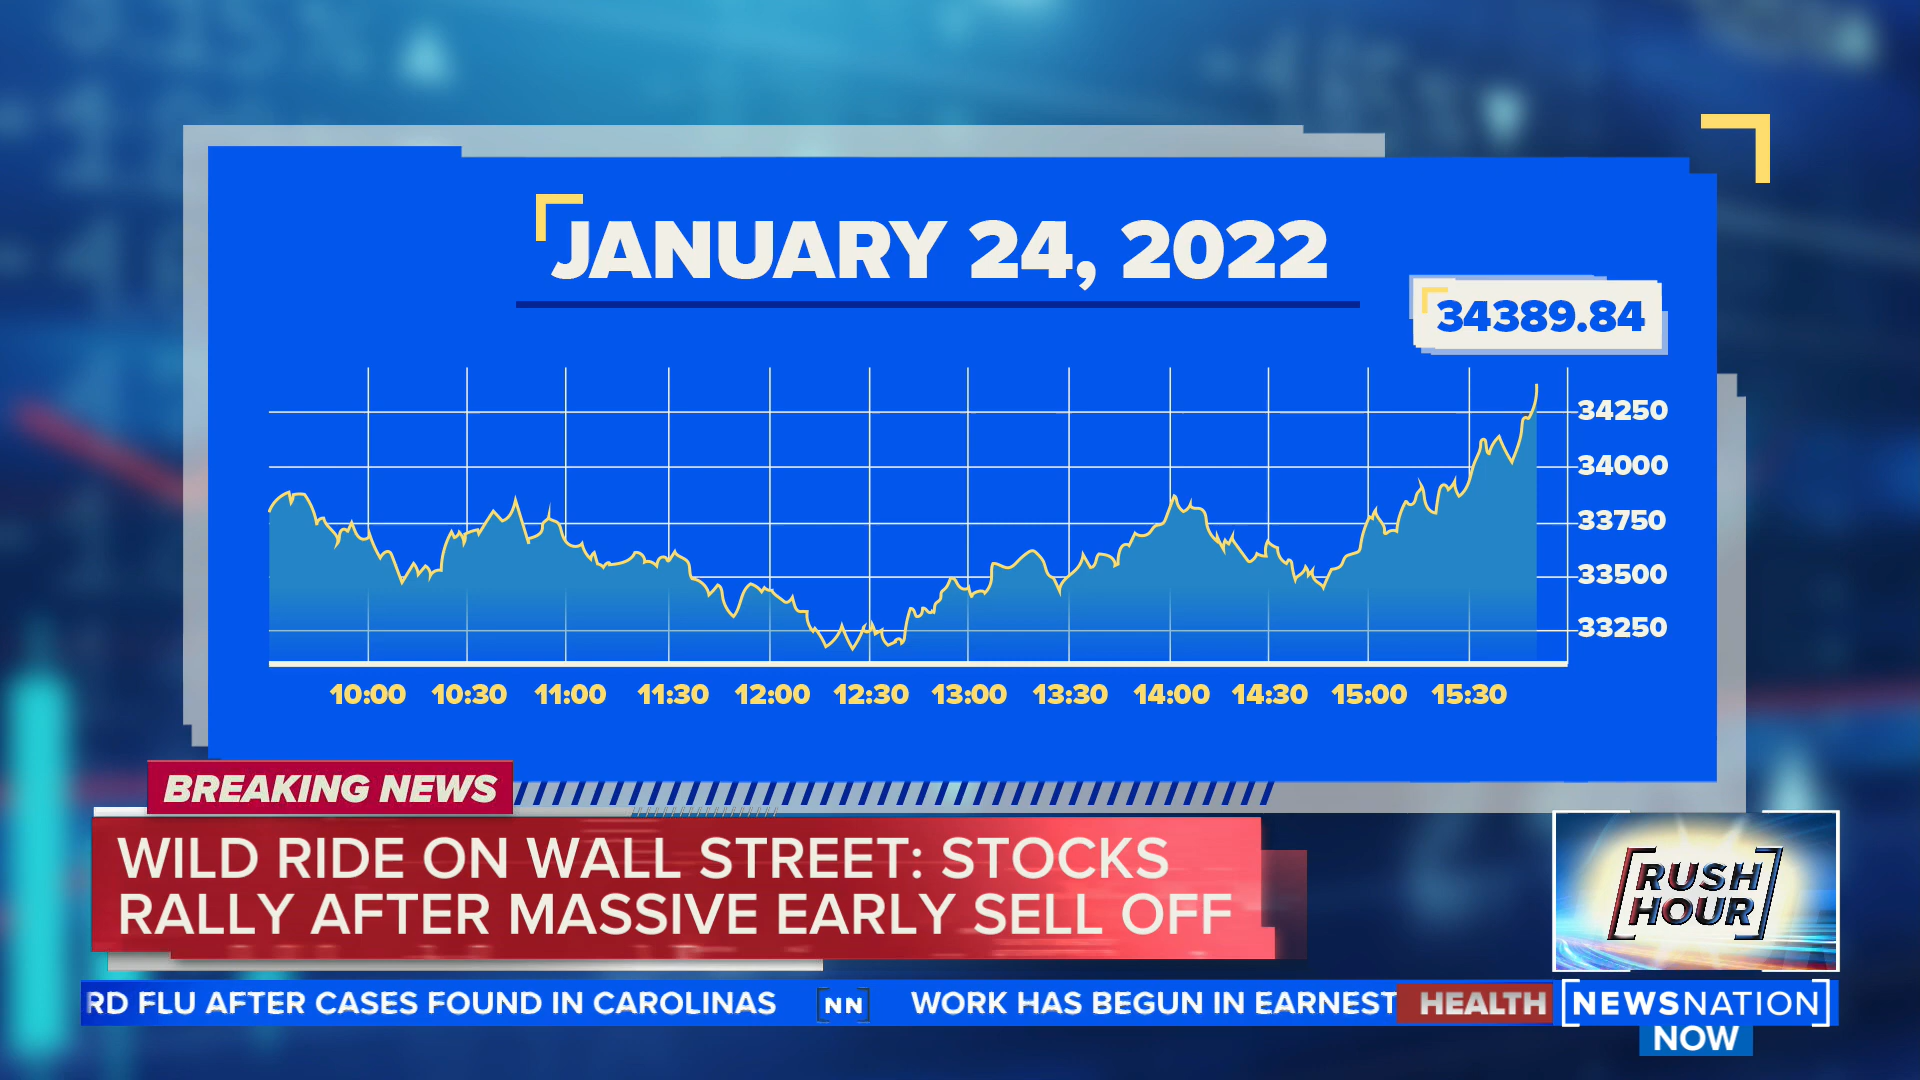 JANUARY 24, 2022
34389.84
34250
34000
33750
33500
33250
10:00 10:30 11:00 11:30 12:00 12:30 13:00 13:30 14:00 14:30 15:00 15:30
BREAKING NEWS
WILD RIDE ON WALL STREET: STOCKS
RALLY AFTER MASSIVE EARLY SELL OFF
RUSH
HOUR
RD FLU AFTER CASES FOUND IN CAROLINAS NN WORK HAS BEGUN IN EARNEST HEALTH NEWSNATION
NOW